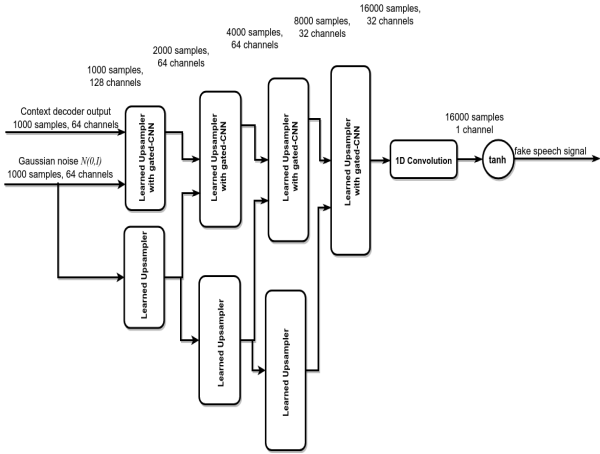 16000 samples,
32 channels
8000 samples,
32 channels
4000 samples,
64 channels
2000 samples,
64 channels
1000 samples,
128 channels
Context decoder output
1000 samples, 64 channels
Gaussian noise N(0,I)
1000 samples, 64 channels
Learned Upsampler
with gated-CNN
Learned Upsampler
with gated-CNN
Learned Upsampler
with gated-CNN
Learned Upsampler
with gated-CNN
1D Convolution
16000 samples
1 channel
tanh
fake speech signal
Learned Upsampler
Learned Upsampler
Learned Upsampler